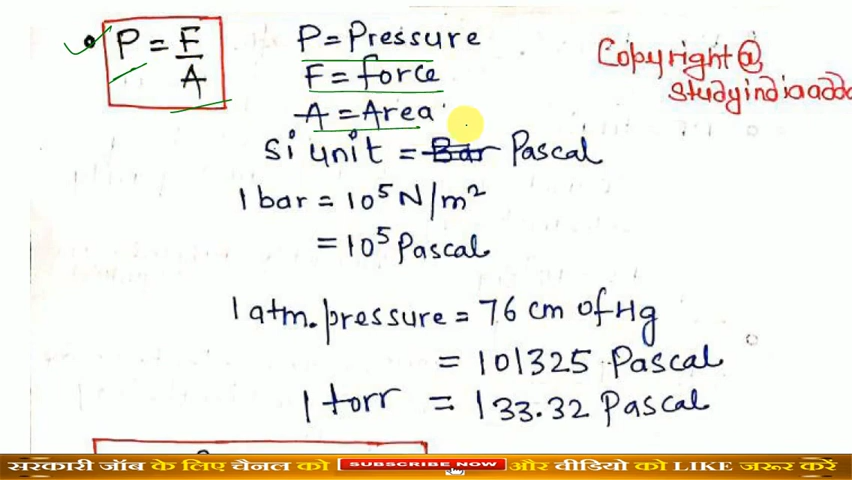 P = F/A
P = Pressure
F = force
A = Area
Copyright@
studyindiaadda
Si unit = Bar Pascal
1 bar = 10⁵ N/m²
= 10⁵ Pascal
1 atm. pressure = 76 cm of Hg
= 101325 Pascal
1 torr = 133.32 Pascal
सरकारी जॉब के लिए चैनल को SUBSCRIBE NOW और वीडियो को LIKE जरूर करें